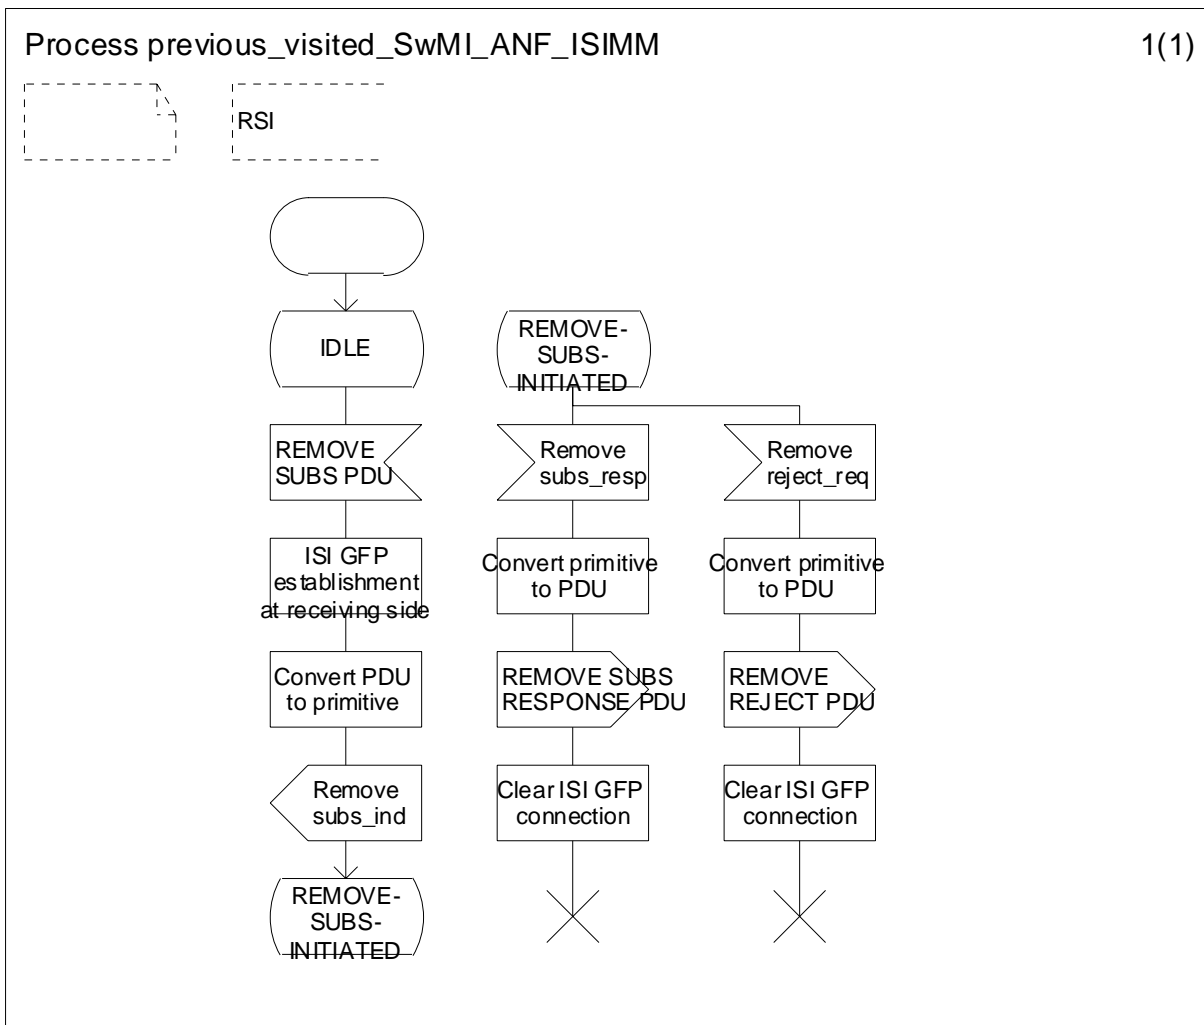 Process previous_visited_SwMI_ANF_ISIMM
1(1)
RSI
IDLE
REMOVE
SUBS PDU
ISI GFP
establishment
at receiving side
Convert PDU
to primitive
Remove
subs_ind
REMOVE-
SUBS-
INITIATED
REMOVE-
SUBS-
INITIATED
Remove
subs_resp
Convert primitive
to PDU
REMOVE SUBS
RESPONSE PDU
Clear ISI GFP
connection
Remove
reject_req
Convert primitive
to PDU
REMOVE
REJECT PDU
Clear ISI GFP
connection